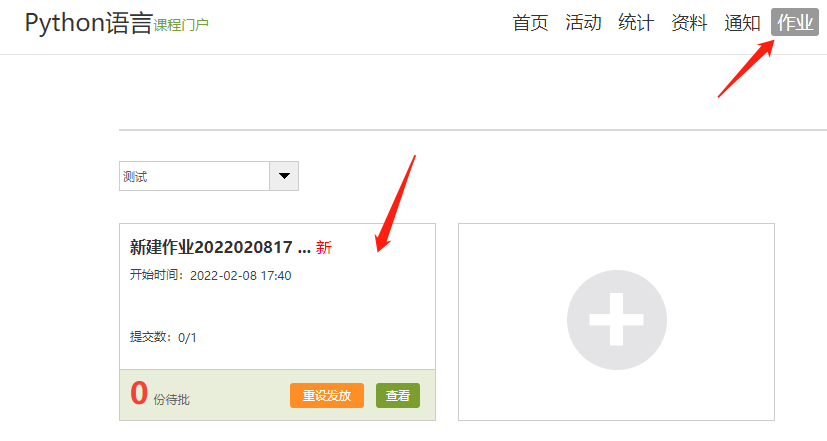 Python语言课程门户 首页 活动 统计 资料 通知 作业
测试
新建作业2022020817 ... 新
开始时间：2022-02-08 17:40
提交数：0/1
0 份待批 重设发放 查看